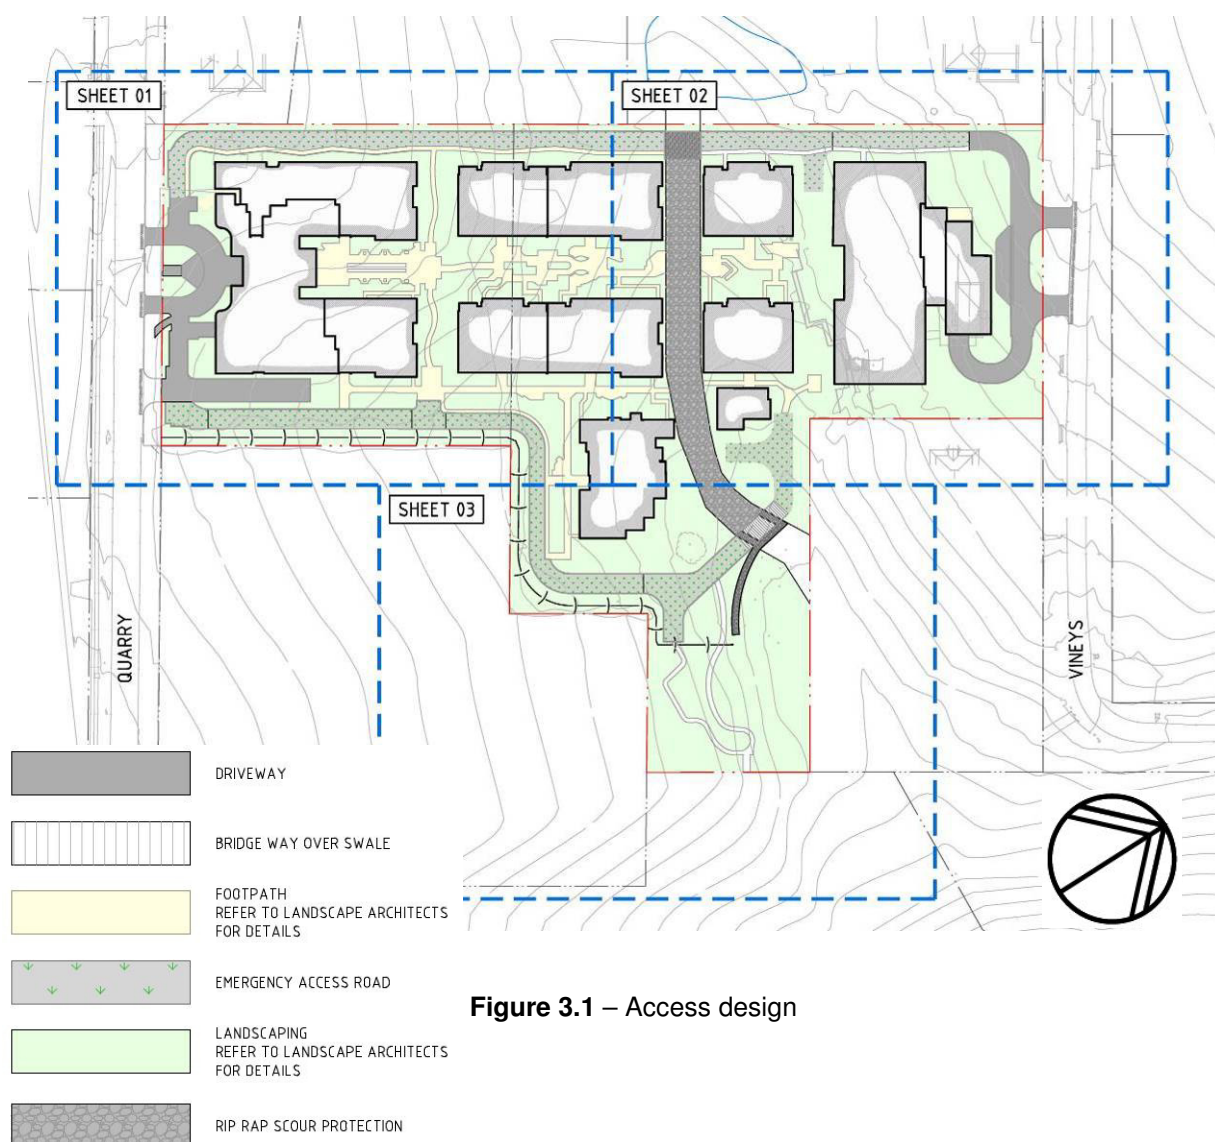 SHEET 01
SHEET 02
SHEET 03
QUARRY
VINEYS
DRIVEWAY
BRIDGE WAY OVER SWALE
FOOTPATH
REFER TO LANDSCAPE ARCHITECTS
FOR DETAILS
EMERGENCY ACCESS ROAD
LANDSCAPING
REFER TO LANDSCAPE ARCHITECTS
FOR DETAILS
RIP RAP SCOUR PROTECTION
Figure 3.1 – Access design